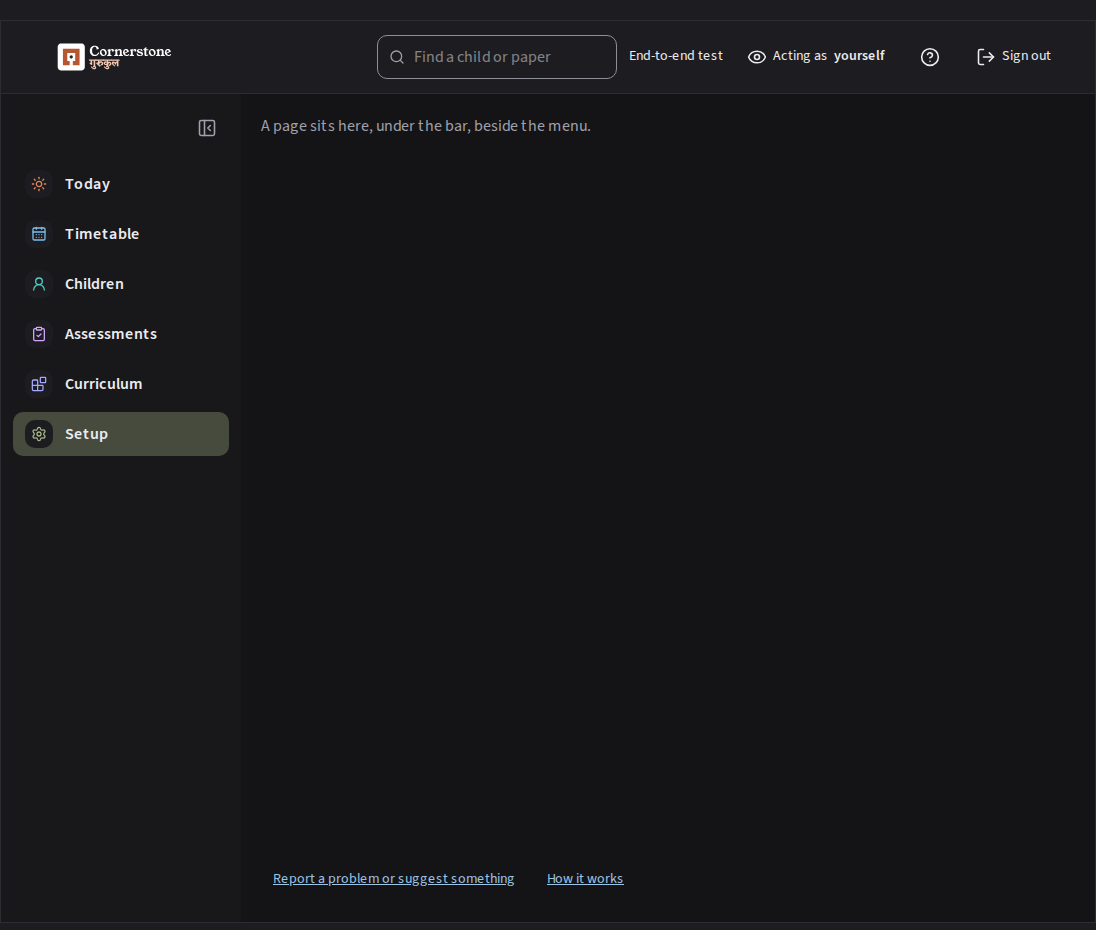 Cornerstone
गुरुकुल
Find a child or paper
End-to-end test
Acting as yourself
Sign out
A page sits here, under the bar, beside the menu.
Today
Timetable
Children
Assessments
Curriculum
Setup
Report a problem or suggest something
How it works